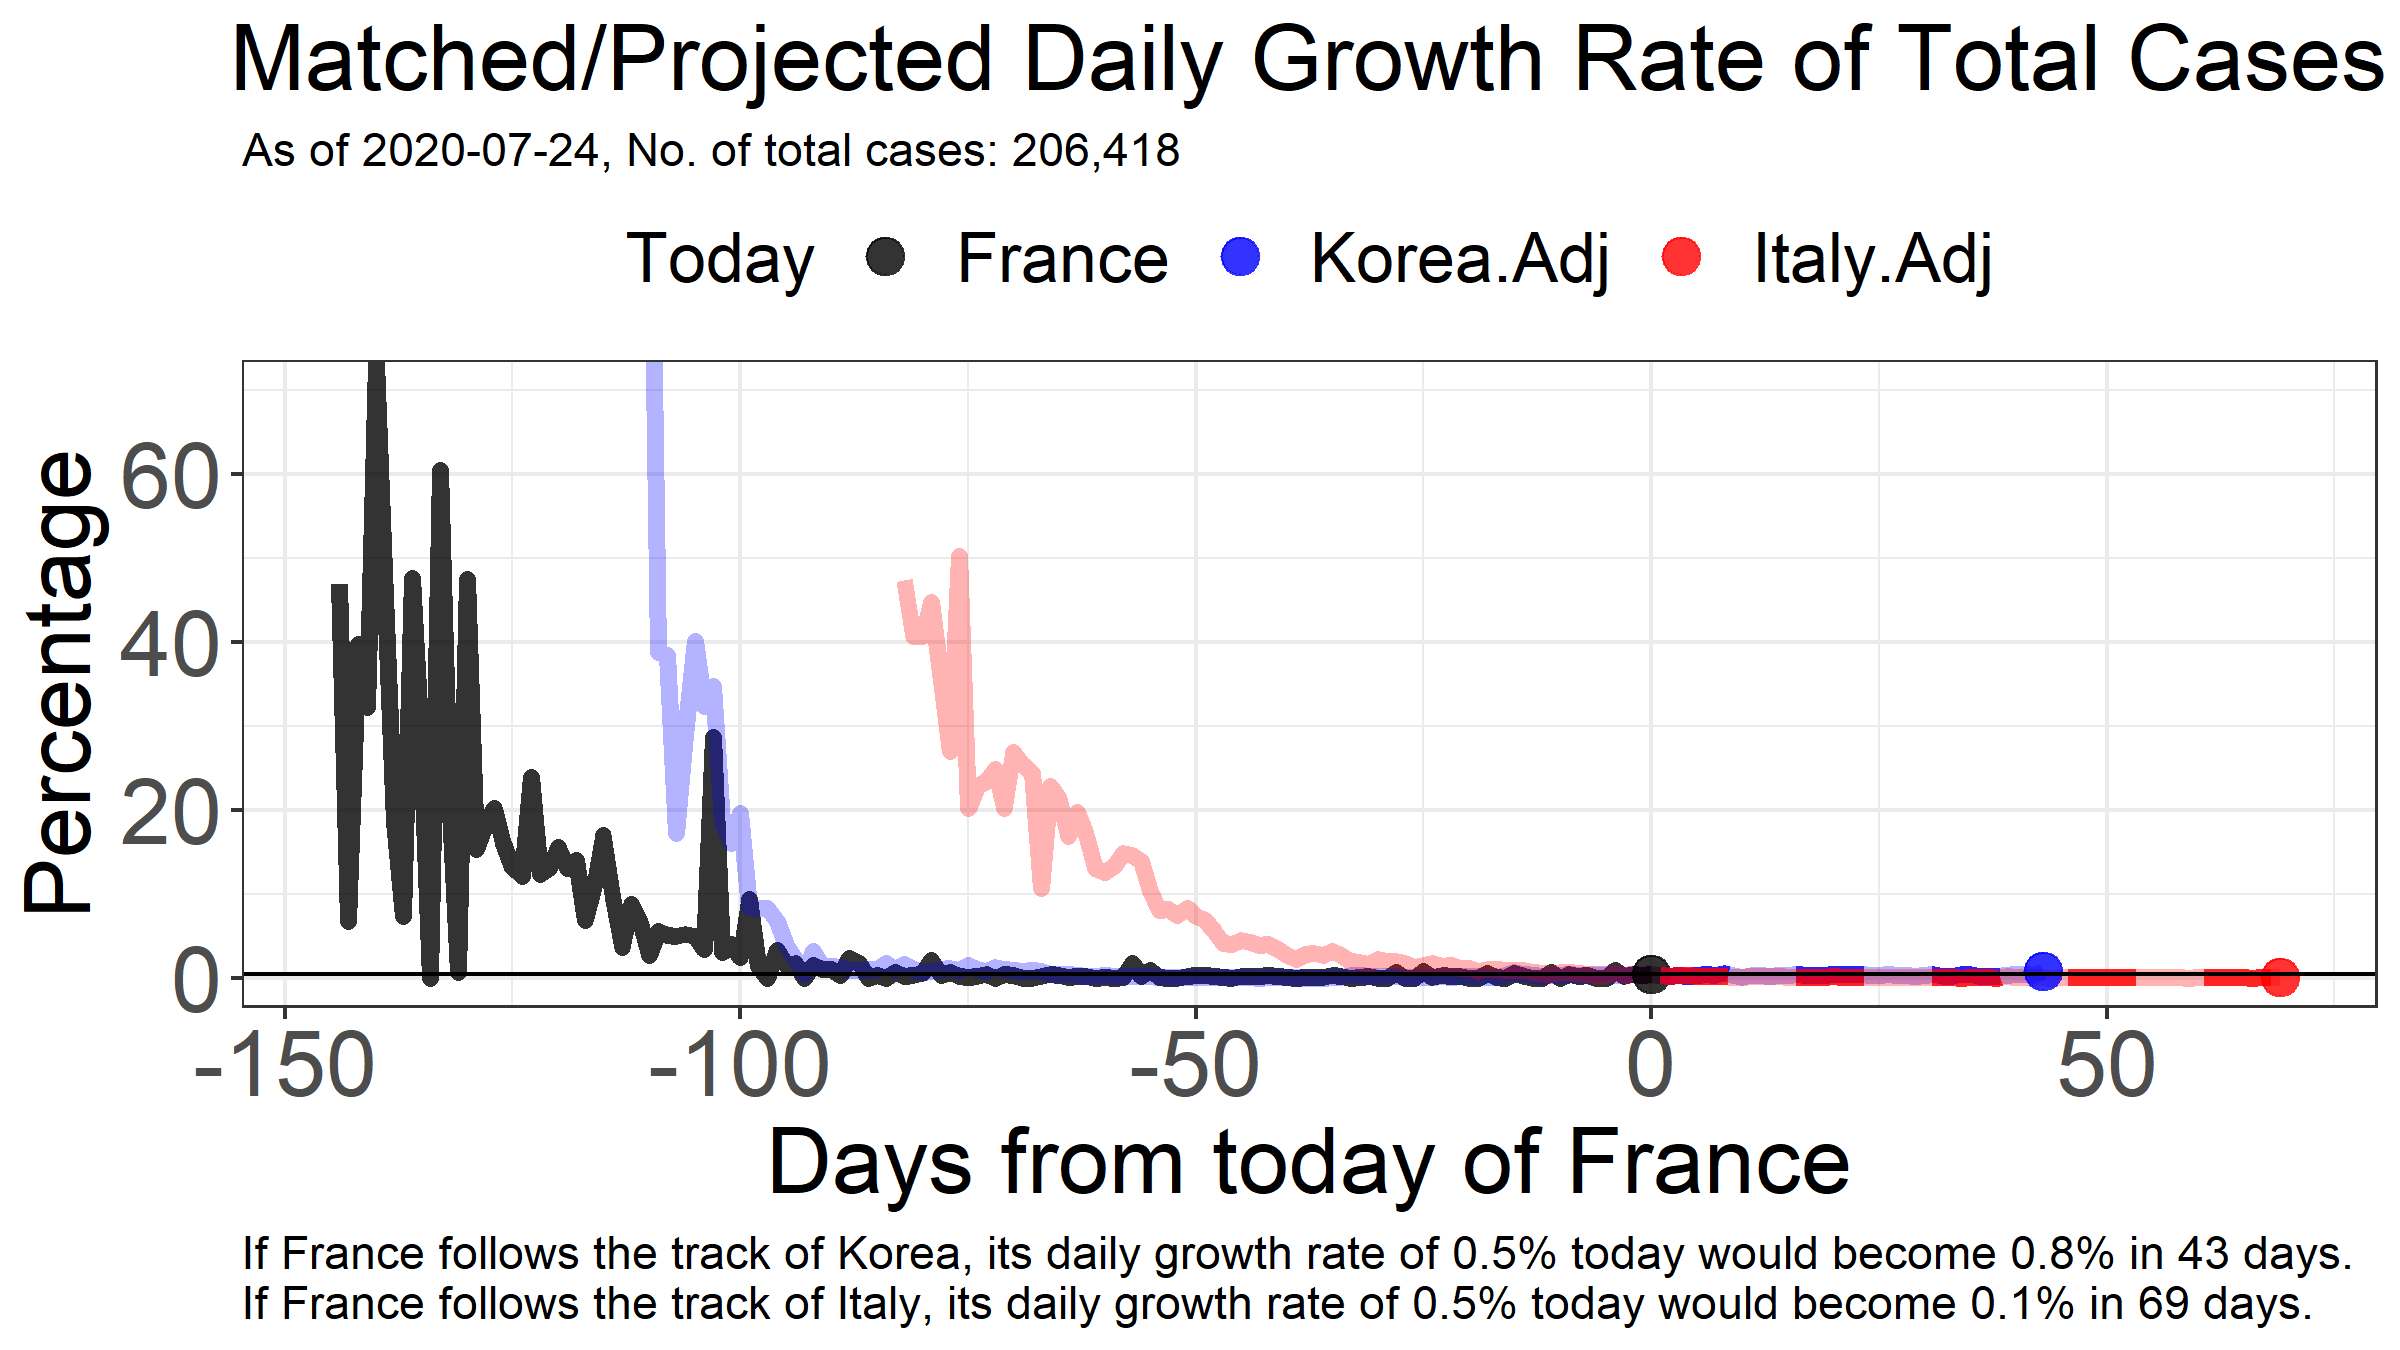 Matched/Projected Daily Growth Rate of Total Cases
As of 2020-07-24, No. of total cases: 206,418
Today France Korea.Adj Italy.Adj
Percentage
60
40
20
0
-150 -100 -50 0 50
Days from today of France
If France follows the track of Korea, its daily growth rate of 0.5% today would become 0.8% in 43 days.
If France follows the track of Italy, its daily growth rate of 0.5% today would become 0.1% in 69 days.